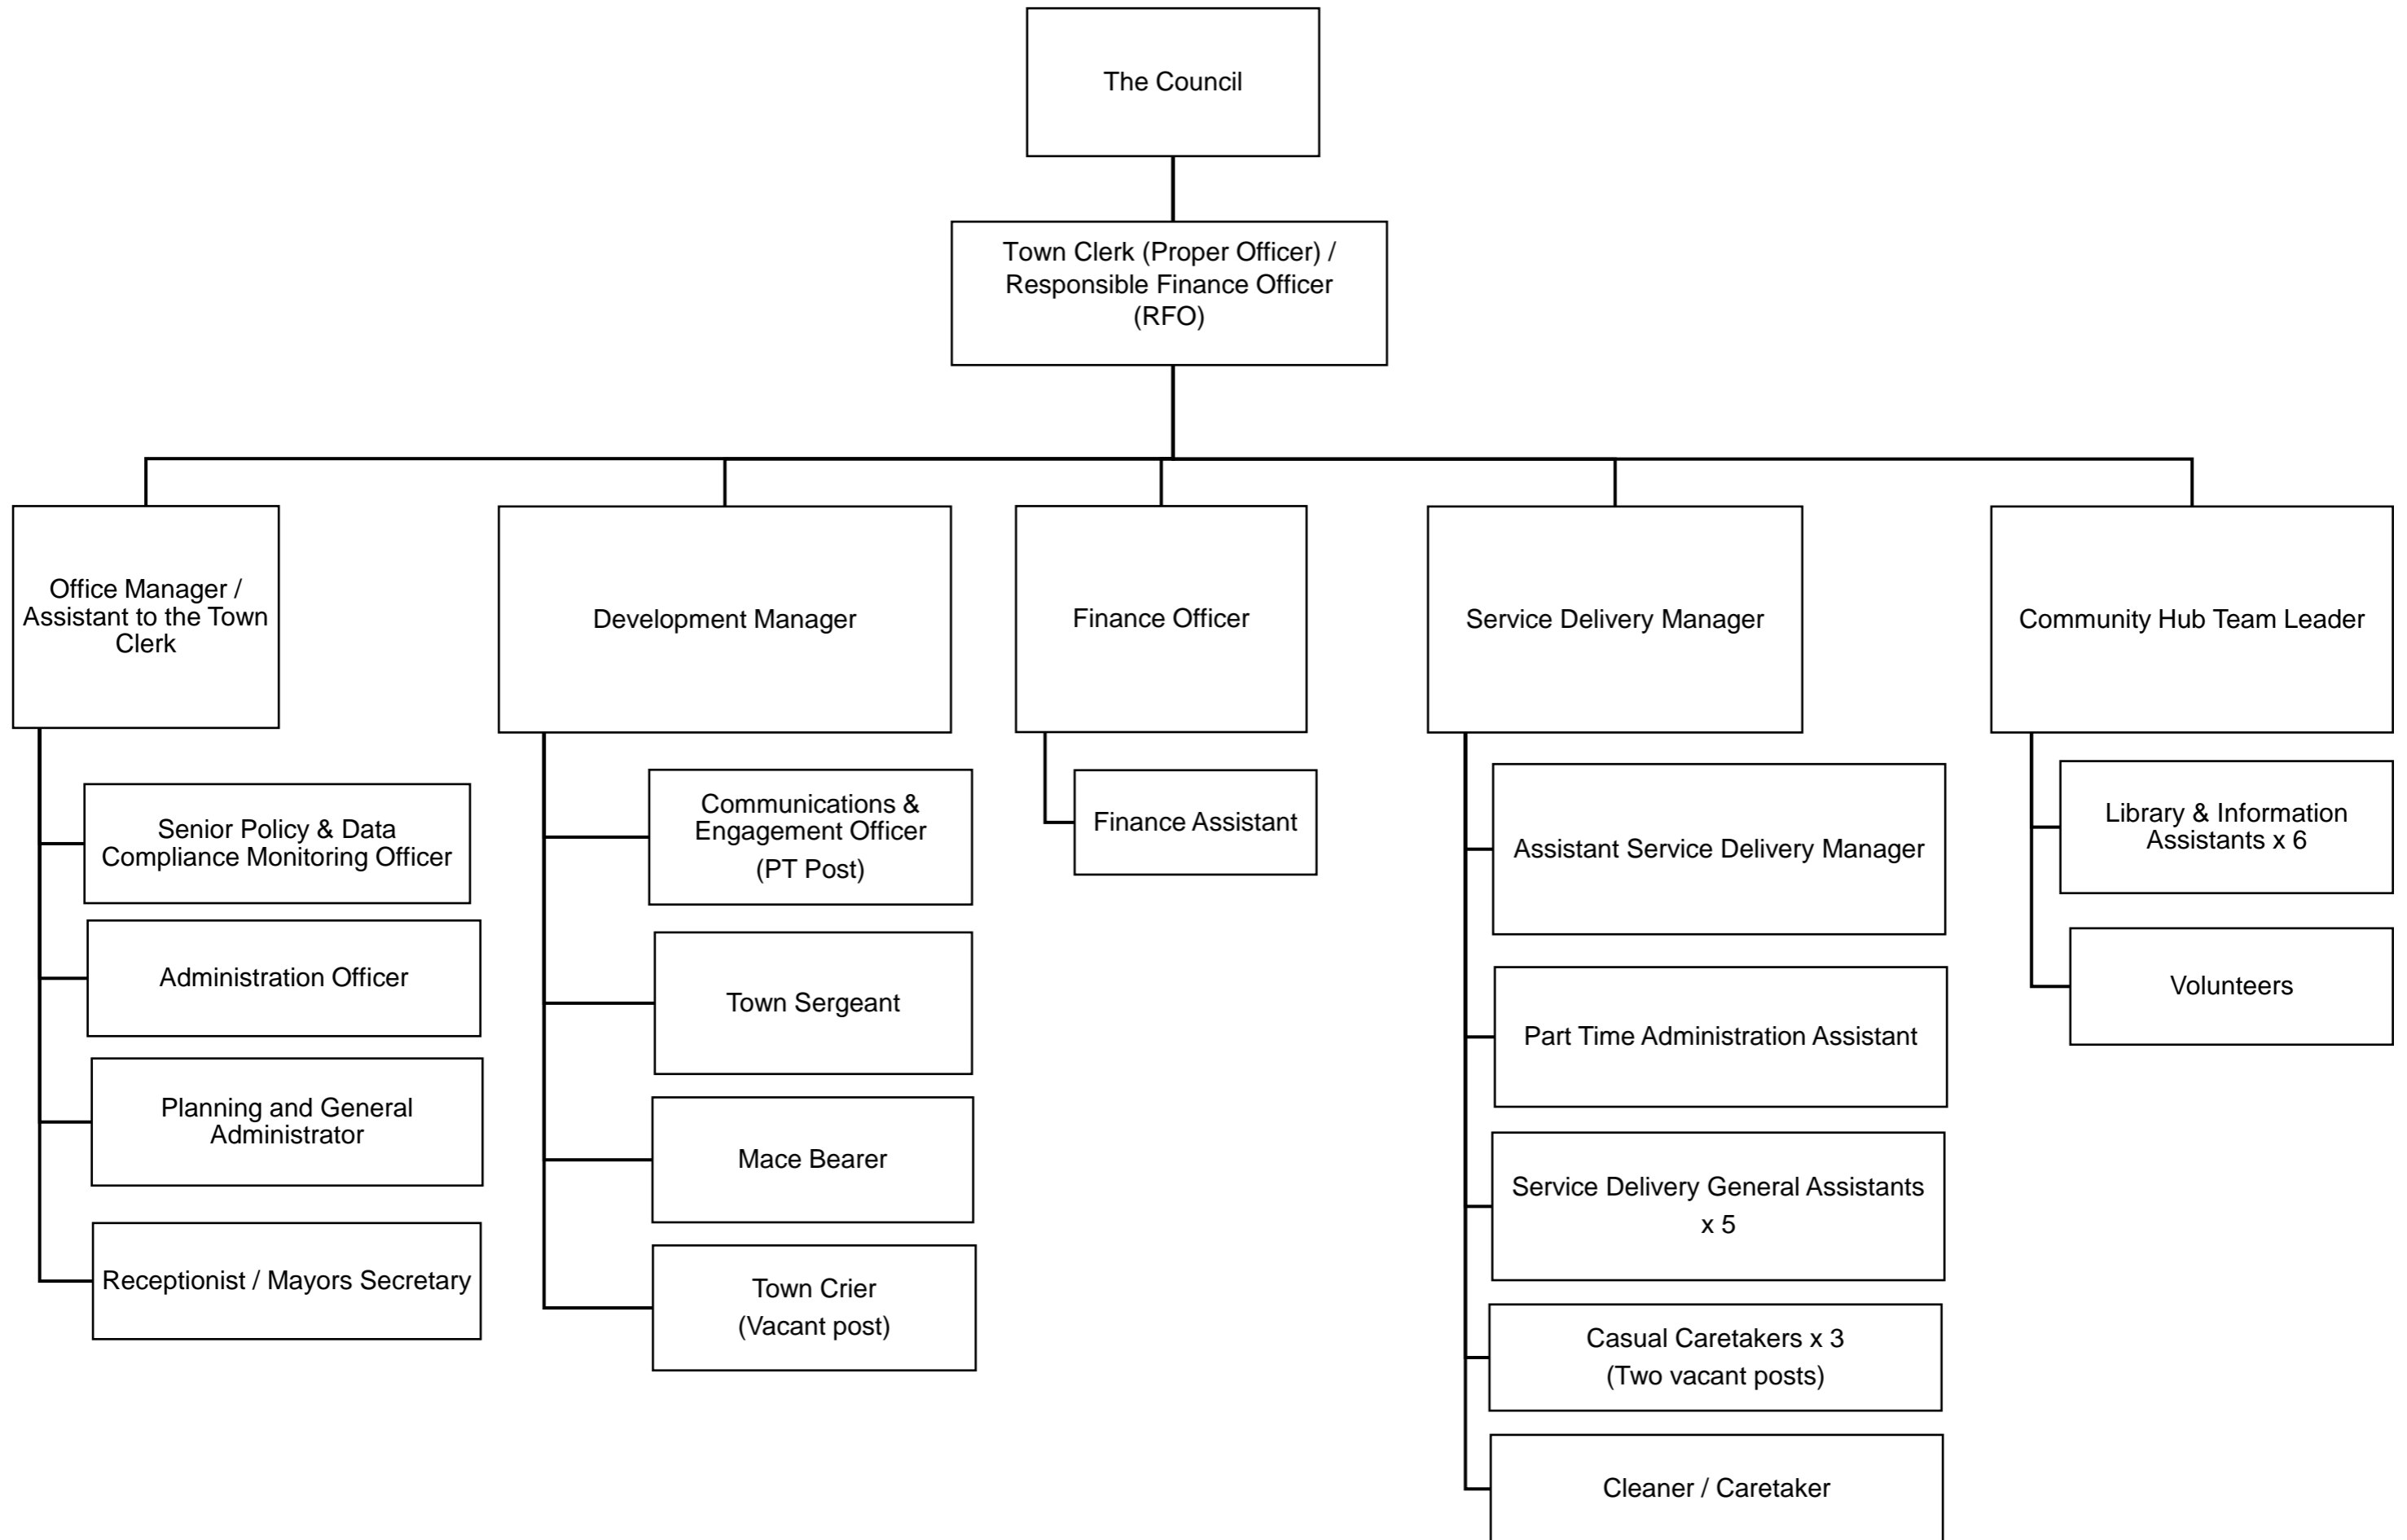 The Council
Town Clerk (Proper Officer) /
Responsible Finance Officer
(RFO)
Office Manager /
Assistant to the Town
Clerk
Development Manager
Finance Officer
Service Delivery Manager
Community Hub Team Leader
Senior Policy & Data
Compliance Monitoring Officer
Administration Officer
Planning and General
Administrator
Receptionist / Mayors Secretary
Communications &
Engagement Officer
(PT Post)
Town Sergeant
Mace Bearer
Town Crier
(Vacant post)
Finance Assistant
Assistant Service Delivery Manager
Part Time Administration Assistant
Service Delivery General Assistants
x 5
Casual Caretakers x 3
(Two vacant posts)
Cleaner / Caretaker
Library & Information
Assistants x 6
Volunteers